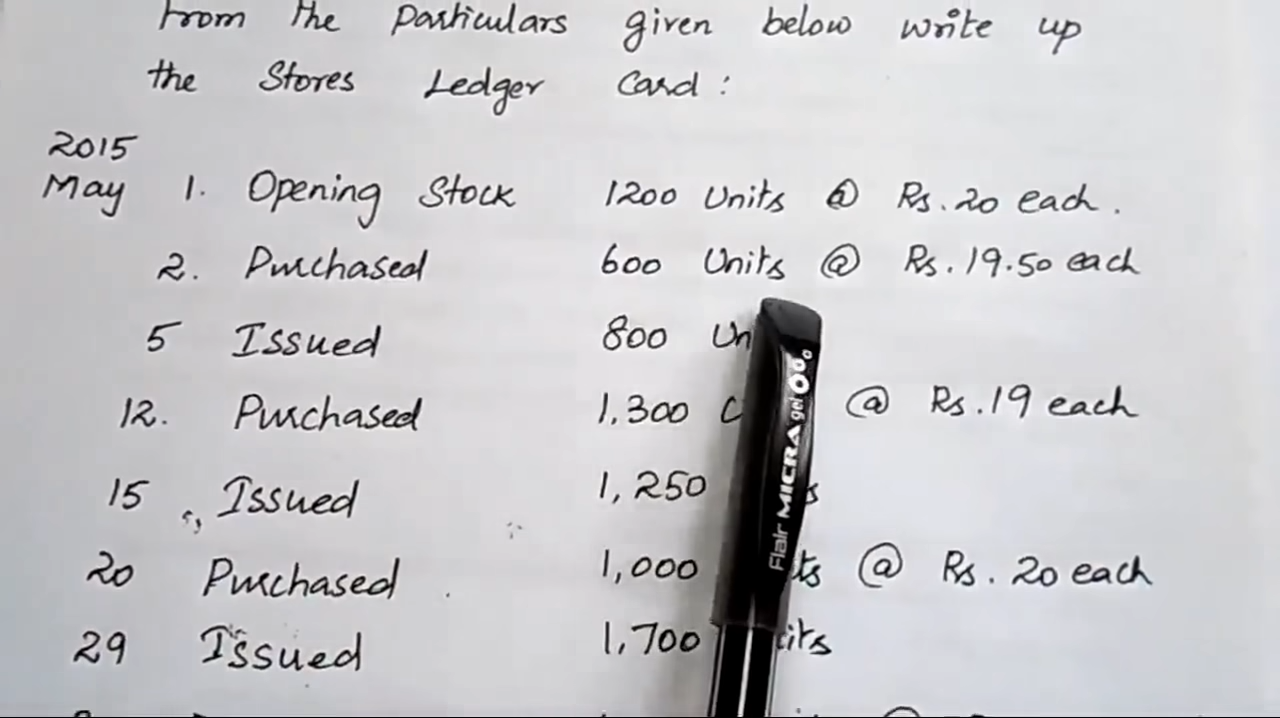 From the Particulars given below write up
the Stores Ledger Card :
2015
May 1. Opening Stock 1200 Units @ Rs. 20 each.
2. Purchased 600 Units @ Rs. 19.50 each
5 Issued 800 Un
12. Purchased 1,300 @ Rs. 19 each
15 Issued 1,250 s
20 Purchased 1,000 ts @ Rs. 20 each
29 Issued 1,700 its
Flair MICRA gel